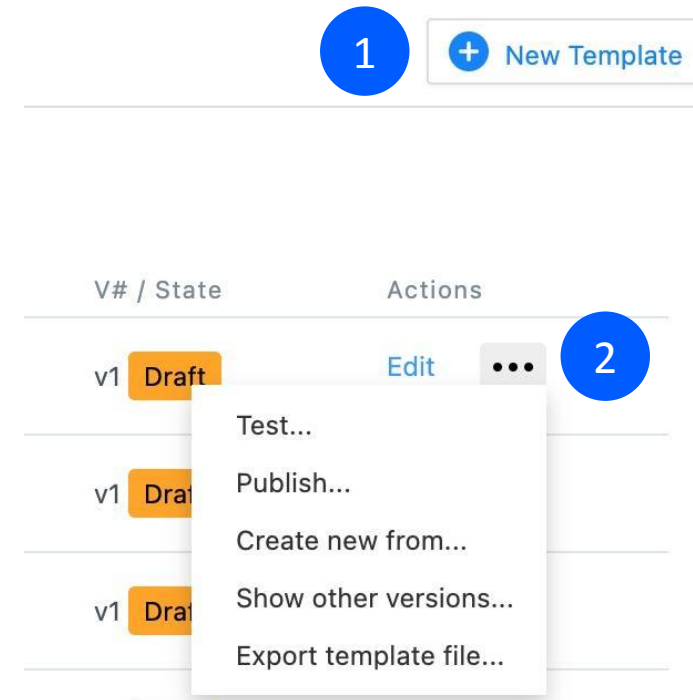 1
New Template
V# / State
Actions
v1 Draft
Edit
2
Test...
Publish...
v1
Create new from...
Show other versions...
v1
Export template file...